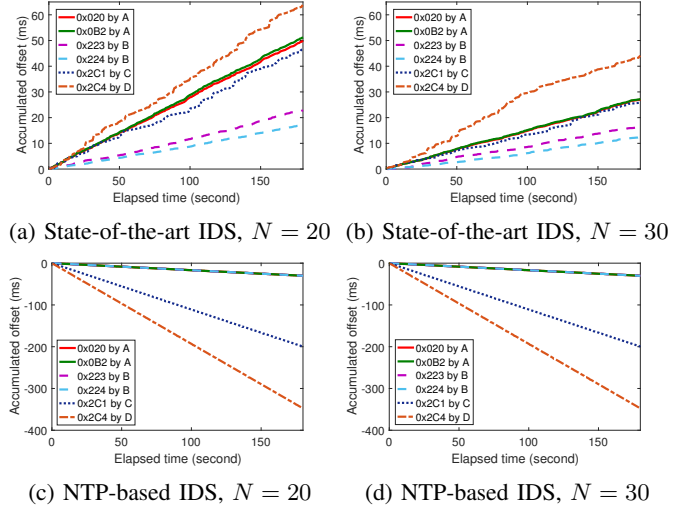 Accumulated offset (ms)
60
50
40
30
20
10
0
0x020 by A
0x0B2 by A
0x223 by B
0x224 by B
0x2C1 by C
0x2C4 by D
0 50 100 150
Elapsed time (second)
(a) State-of-the-art IDS, N = 20
Accumulated offset (ms)
60
50
40
30
20
10
0
0x020 by A
0x0B2 by A
0x223 by B
0x224 by B
0x2C1 by C
0x2C4 by D
0 50 100 150
Elapsed time (second)
(b) State-of-the-art IDS, N = 30
Accumulated offset (ms)
0
-100
-200
-300
-400
0x020 by A
0x0B2 by A
0x223 by B
0x224 by B
0x2C1 by C
0x2C4 by D
0 50 100 150
Elapsed time (second)
(c) NTP-based IDS, N = 20
Accumulated offset (ms)
0
-100
-200
-300
-400
0x020 by A
0x0B2 by A
0x223 by B
0x224 by B
0x2C1 by C
0x2C4 by D
0 50 100 150
Elapsed time (second)
(d) NTP-based IDS, N = 30